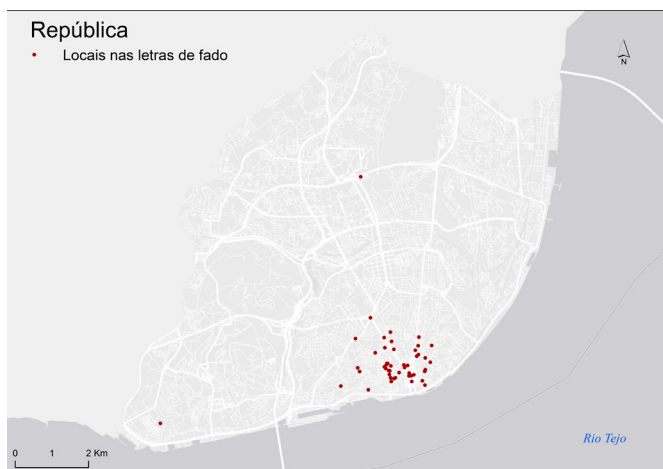 República
Locais nas letras de fado
N
Rio Tejo
0 1 2 Km